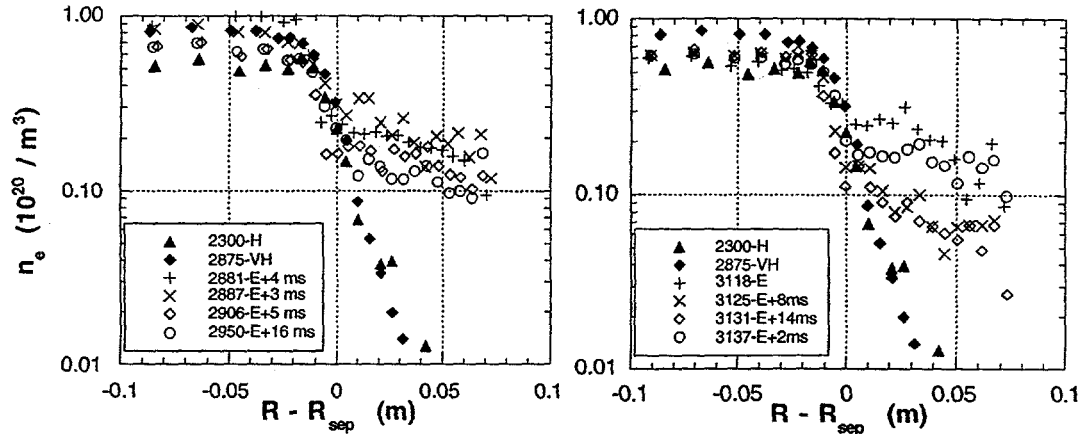 1.00
0.10
0.01
n_e (10^20 / m^3)
2300-H
2875-VH
2881-E+4 ms
2887-E+3 ms
2906-E+5 ms
2950-E+16 ms
-0.1
-0.05
0
0.05
0.1
R - R_sep (m)
1.00
0.10
0.01
2300-H
2875-VH
3118-E
3125-E+8ms
3131-E+14ms
3137-E+2ms
-0.1
-0.05
0
0.05
0.1
R - R_sep (m)